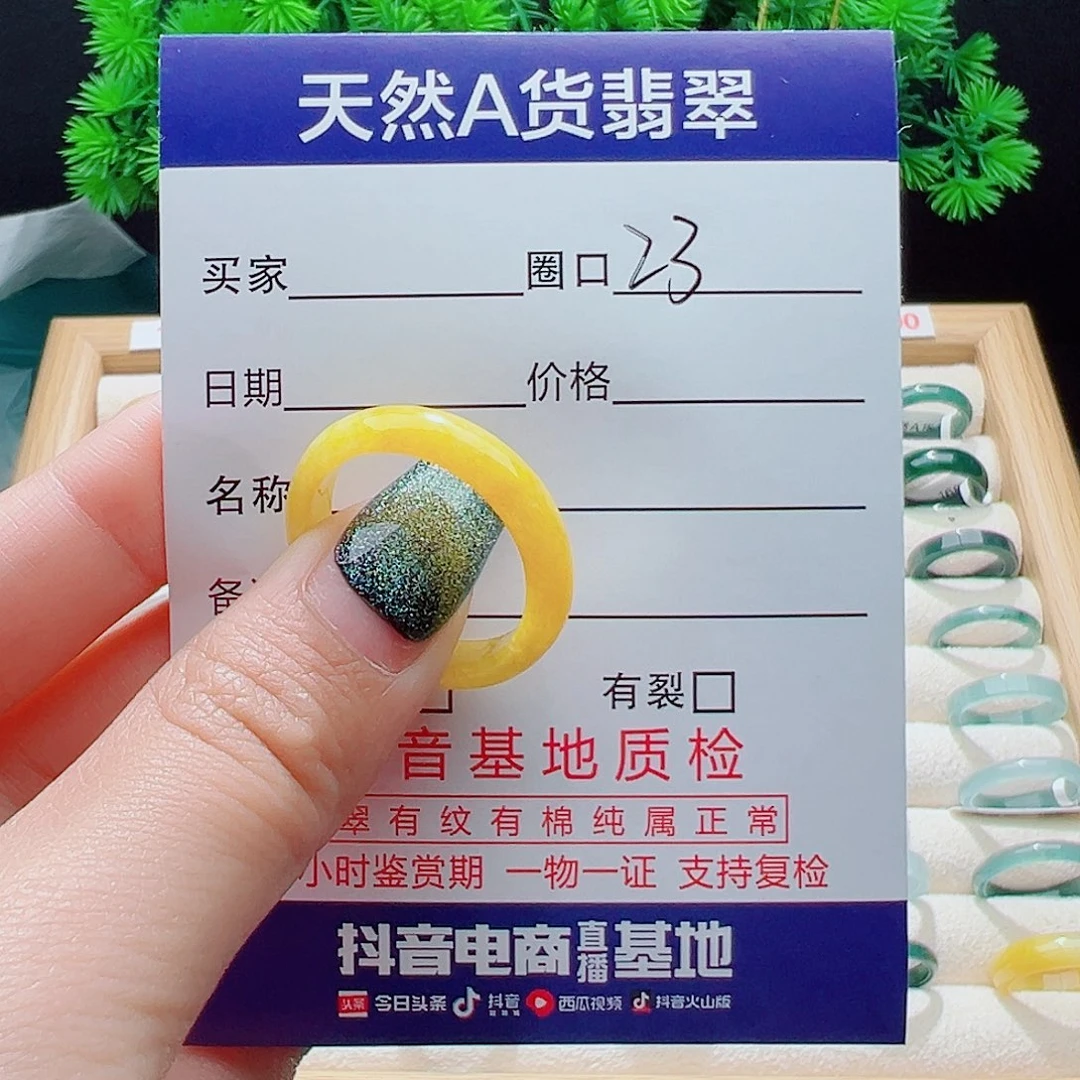 天然A货翡翠
买家 圈口 23
日期 价格
名称
备
有裂
音基地质检
翠有纹有棉纯属正常
小时鉴赏期 一物一证 支持复检
抖音电商直播基地
头条 今日头条 抖音 西瓜视频 抖音火山版